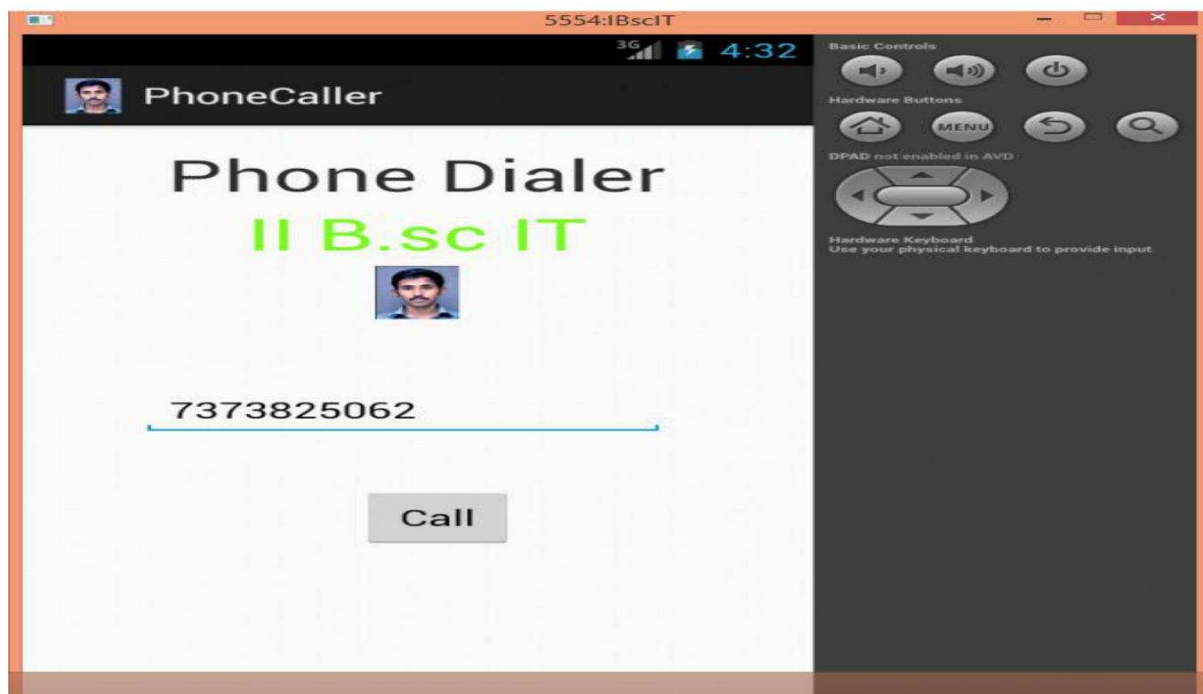 5554:IBscIT
3G 4:32
PhoneCaller
Phone Dialer
II B.sc IT
7373825062
Call
Basic Controls
Hardware Buttons
MENU
DPAD not enabled in AVD
Hardware Keyboard
Use your physical keyboard to provide input